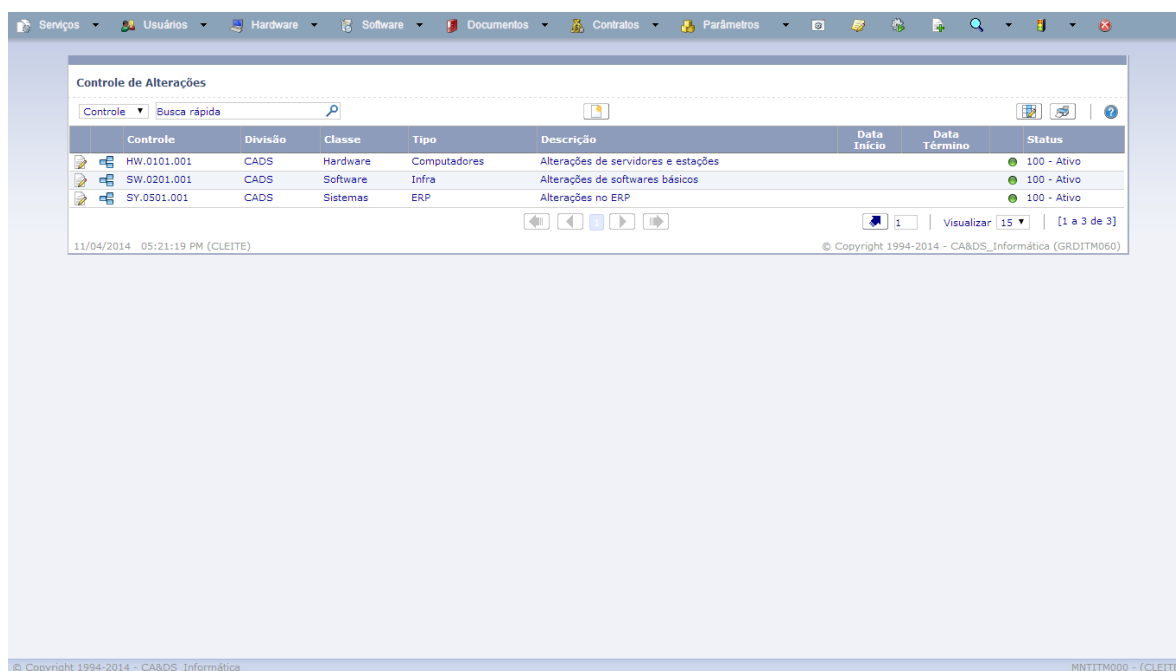 Serviços Usuários Hardware Software Documentos Contratos Parâmetros
Controle de Alterações
Controle Busca rápida
Controle Divisão Classe Tipo Descrição Data Início Data Término Status
HW.0101.001 CADS Hardware Computadores Alterações de servidores e estações 100 - Ativo
SW.0201.001 CADS Software Infra Alterações de softwares básicos 100 - Ativo
SY.0501.001 CADS Sistemas ERP Alterações no ERP 100 - Ativo
1 1 Visualizar 15 [1 a 3 de 3]
11/04/2014 05:21:19 PM (CLEITE) © Copyright 1994-2014 - CA&DS_Informática (GRDITM060)
© Copyright 1994-2014 - CA&DS_Informática MNTITM000 - (CLEIT